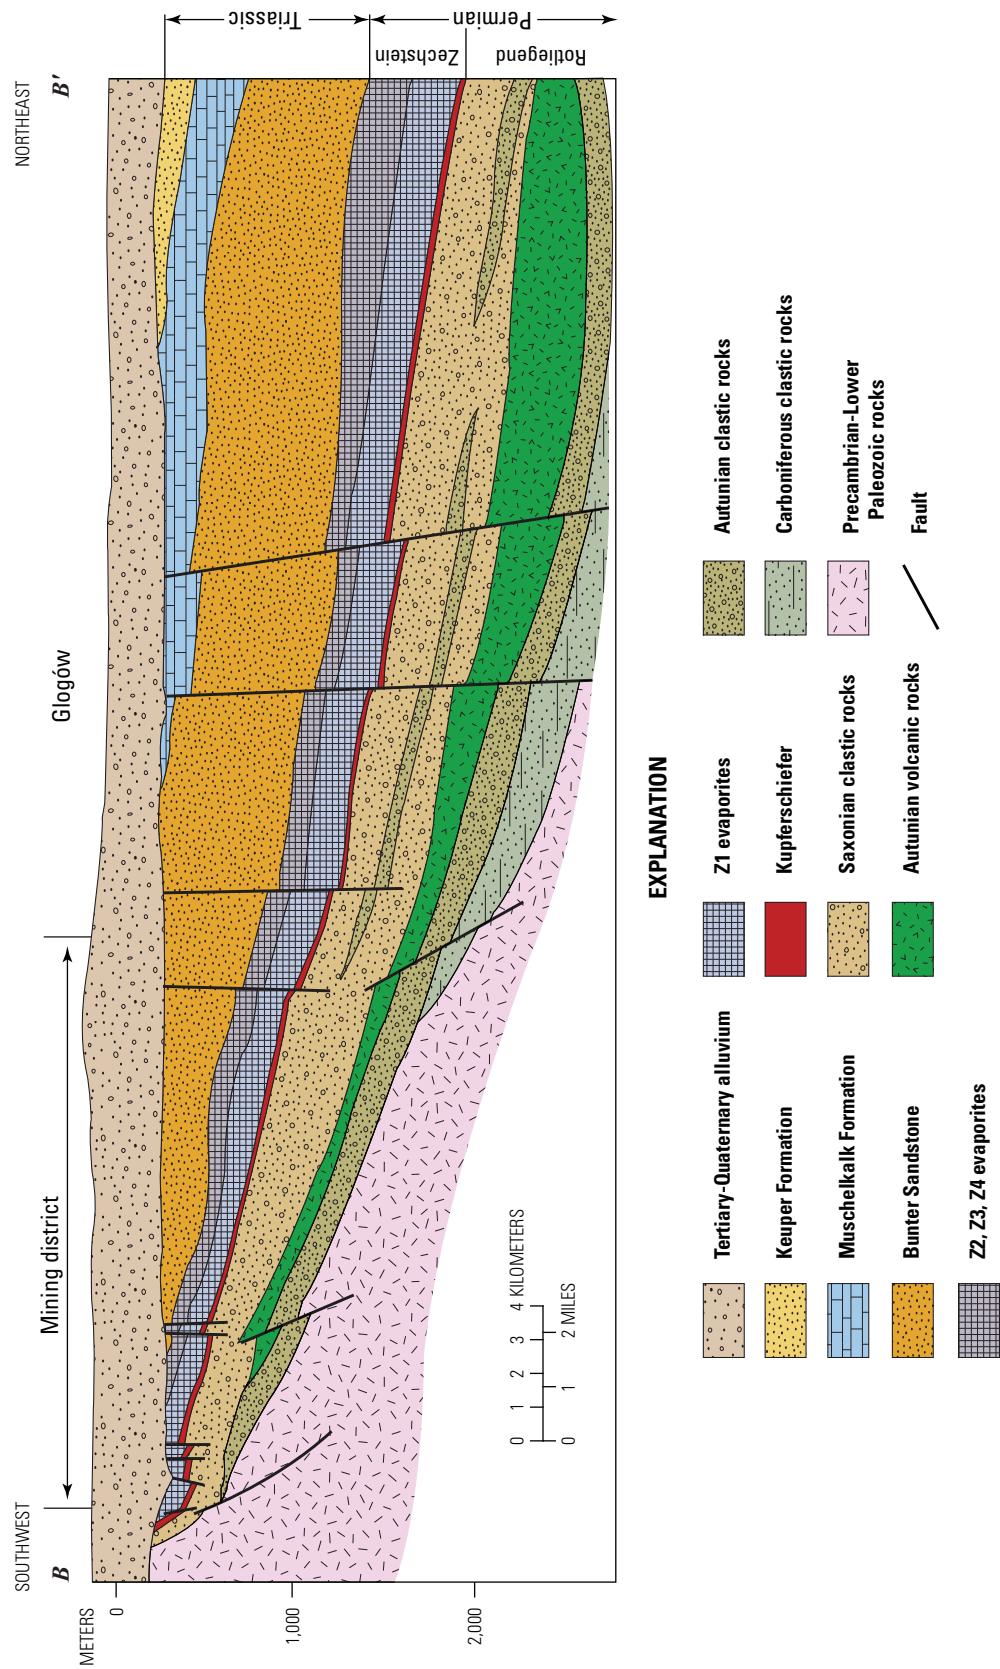 SOUTHWEST
NORTHEAST
B
B′
Mining district
Glogów
METERS
0
1,000
2,000
Triassic
Permian
Zechstein
Rotliegend
0 1 2 3 4 KILOMETERS
0 1 2 MILES
EXPLANATION
Tertiary-Quaternary alluvium
Keuper Formation
Muschelkalk Formation
Bunter Sandstone
Z2, Z3, Z4 evaporites
Z1 evaporites
Kupferschiefer
Saxonian clastic rocks
Autunian volcanic rocks
Autunian clastic rocks
Carboniferous clastic rocks
Precambrian-Lower
Paleozoic rocks
Fault